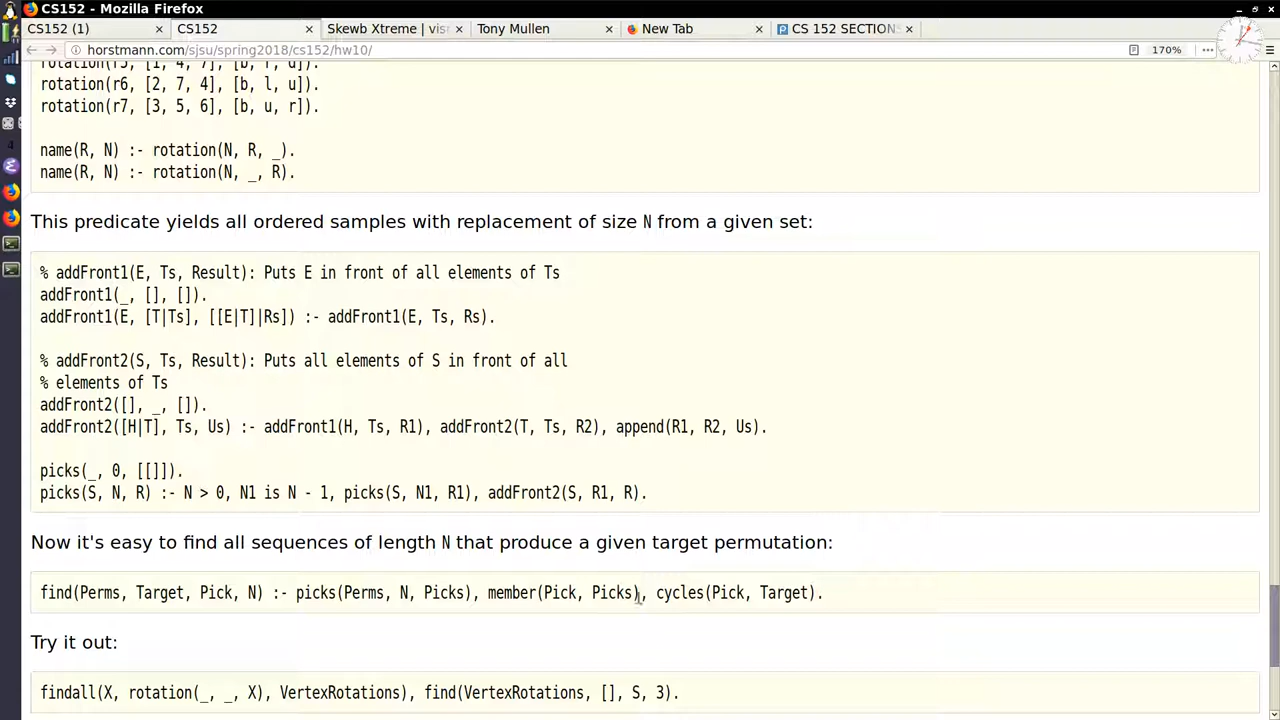 CS152 - Mozilla Firefox
CS152 (1) CS152 Skewb Xtreme | vis Tony Mullen New Tab CS 152 SECTION
horstmann.com/sjsu/spring2018/cs152/hw10/ 170%
rotation(r5, [1, 4, 7], [b, r, d]).
rotation(r6, [2, 7, 4], [b, l, u]).
rotation(r7, [3, 5, 6], [b, u, r]).
name(R, N) :- rotation(N, R, _).
name(R, N) :- rotation(N, _, R).
This predicate yields all ordered samples with replacement of size N from a given set:
% addFront1(E, Ts, Result): Puts E in front of all elements of Ts
addFront1(_, [], []).
addFront1(E, [T|Ts], [[E|T]|Rs]) :- addFront1(E, Ts, Rs).
% addFront2(S, Ts, Result): Puts all elements of S in front of all
% elements of Ts
addFront2([], _, []).
addFront2([H|T], Ts, Us) :- addFront1(H, Ts, R1), addFront2(T, Ts, R2), append(R1, R2, Us).
picks(_, 0, [[]]).
picks(S, N, R) :- N > 0, N1 is N - 1, picks(S, N1, R1), addFront2(S, R1, R).
Now it's easy to find all sequences of length N that produce a given target permutation:
find(Perms, Target, Pick, N) :- picks(Perms, N, Picks), member(Pick, Picks), cycles(Pick, Target).
Try it out:
findall(X, rotation(_, _, X), VertexRotations), find(VertexRotations, [], S, 3).